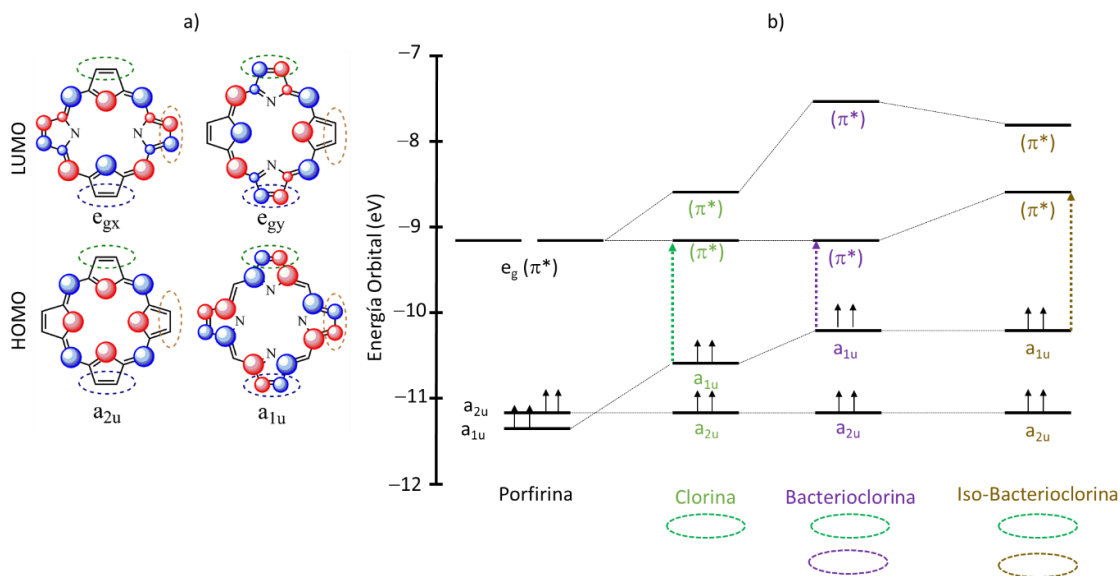 a)
LUMO
N
N
e_gx
N
N
e_gy
HOMO
a_2u
N
N
N
N
a_1u
b)
Energía Orbital (eV)
−7
−8
−9
−10
−11
−12
e_g (π*)
a_2u
a_1u
Porfirina
(π*)
(π*)
a_1u
a_2u
Clorina
(π*)
(π*)
a_1u
a_2u
Bacterioclorina
(π*)
(π*)
a_1u
a_1u
Iso-Bacterioclorina